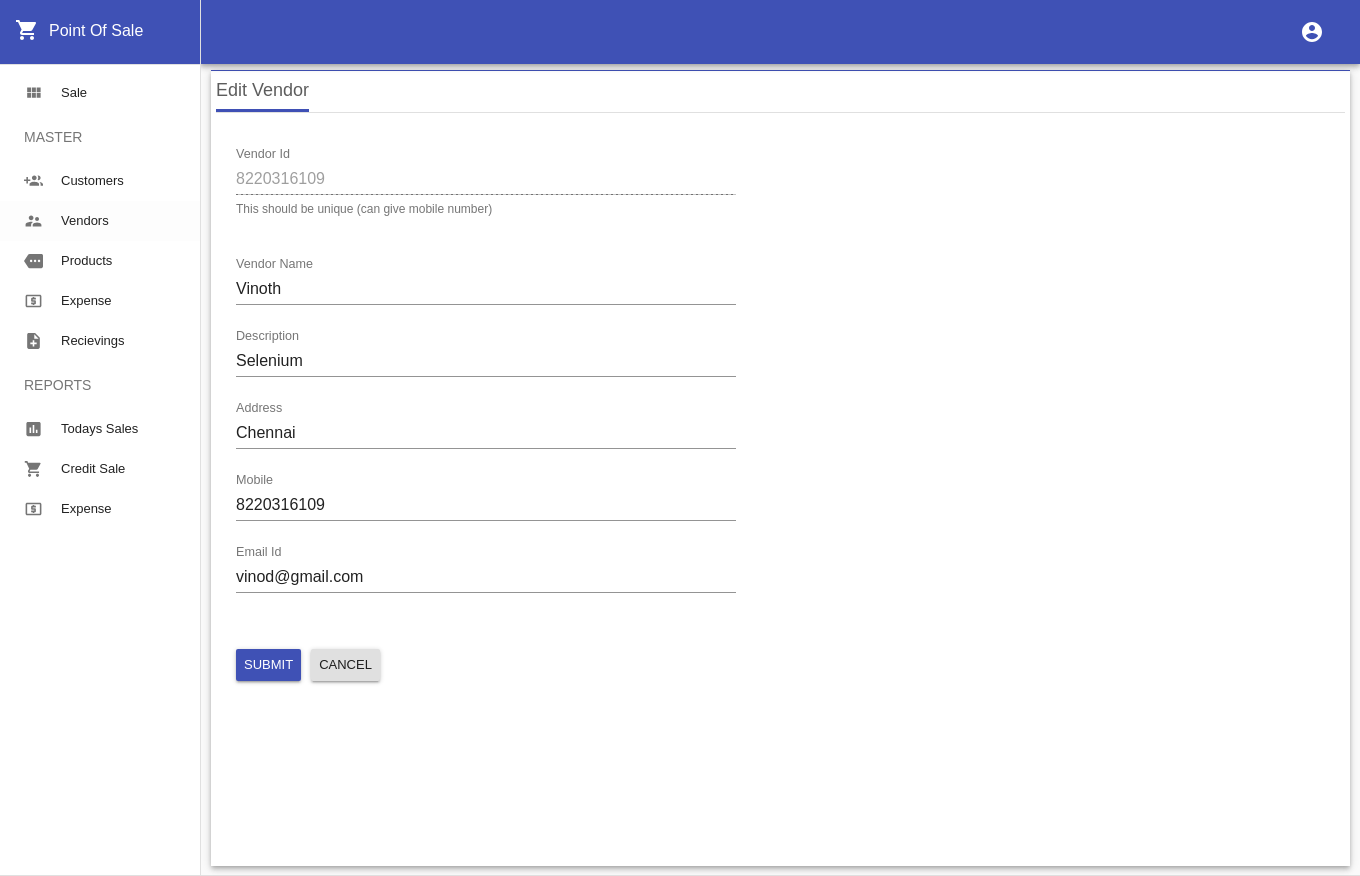 Point Of Sale
Sale
MASTER
Customers
Vendors
Products
Expense
Recievings
REPORTS
Todays Sales
Credit Sale
Expense
Edit Vendor
Vendor Id
8220316109
This should be unique (can give mobile number)
Vendor Name
Vinoth
Description
Selenium
Address
Chennai
Mobile
8220316109
Email Id
vinod@gmail.com
SUBMIT CANCEL